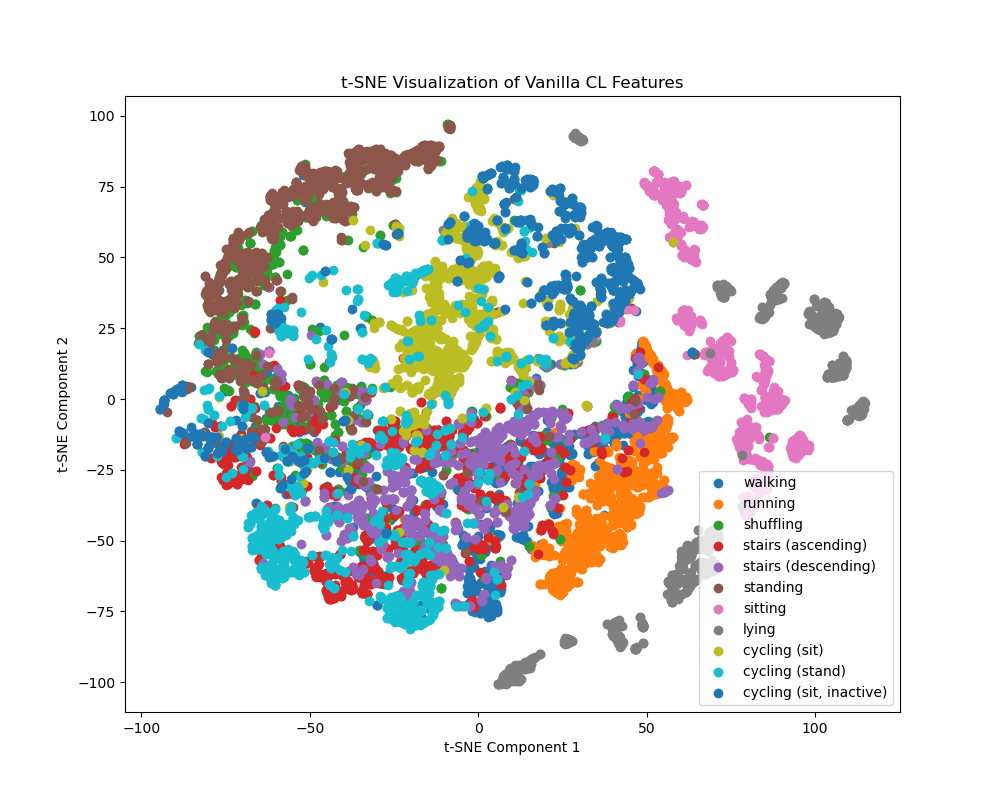 t-SNE Visualization of Vanilla CL Features
100
75
50
25
0
−25
−50
−75
−100
t-SNE Component 2
walking
running
shuffling
stairs (ascending)
stairs (descending)
standing
sitting
lying
cycling (sit)
cycling (stand)
cycling (sit, inactive)
−100
−50
0
50
100
t-SNE Component 1